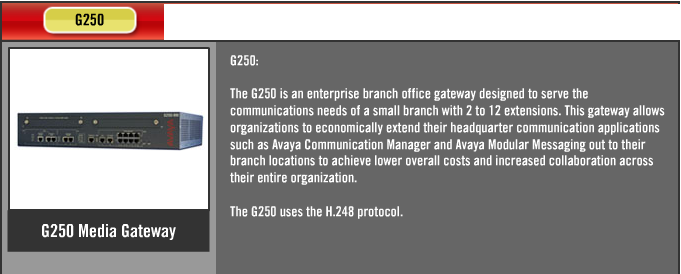 G250
G250:
The G250 is an enterprise branch office gateway designed to serve the
communications needs of a small branch with 2 to 12 extensions. This gateway allows
organizations to economically extend their headquarter communication applications
such as Avaya Communication Manager and Avaya Modular Messaging out to their
branch locations to achieve lower overall costs and increased collaboration across
their entire organization.
The G250 uses the H.248 protocol.
G250 Media Gateway